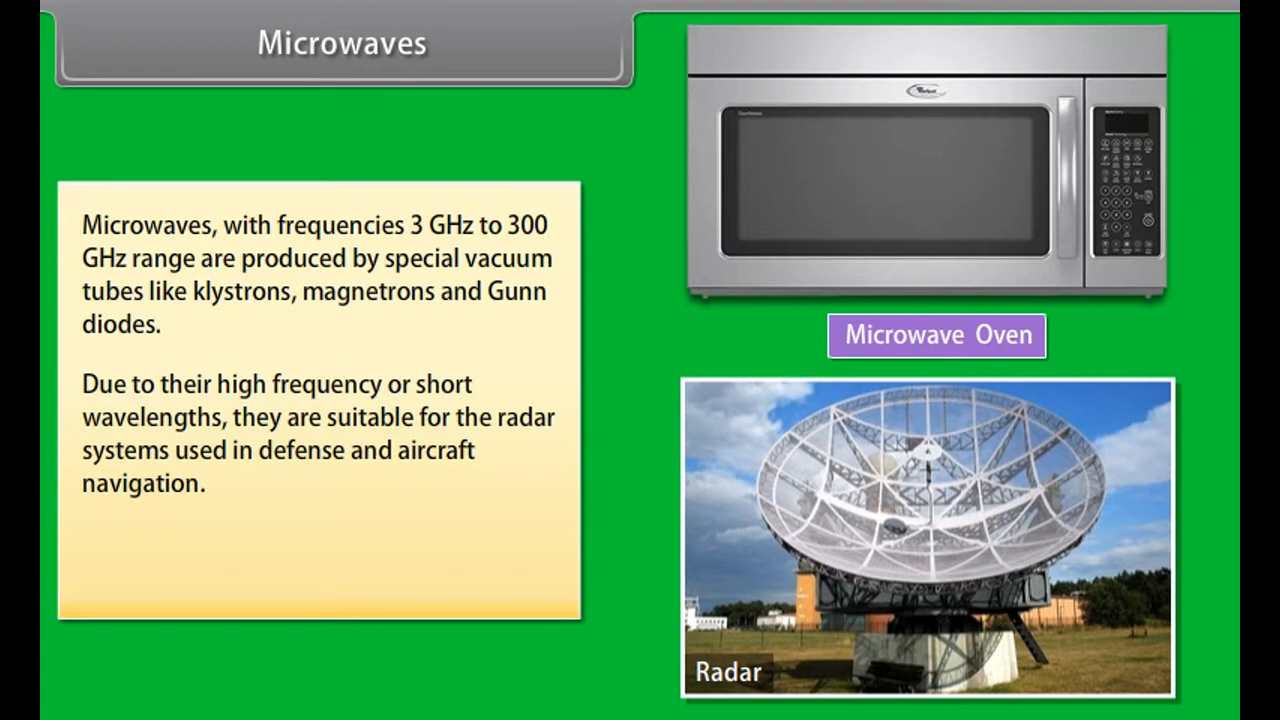 Microwaves
Microwaves, with frequencies 3 GHz to 300
GHz range are produced by special vacuum
tubes like klystrons, magnetrons and Gunn
diodes.
Due to their high frequency or short
wavelengths, they are suitable for the radar
systems used in defense and aircraft
navigation.
Microwave Oven
Radar